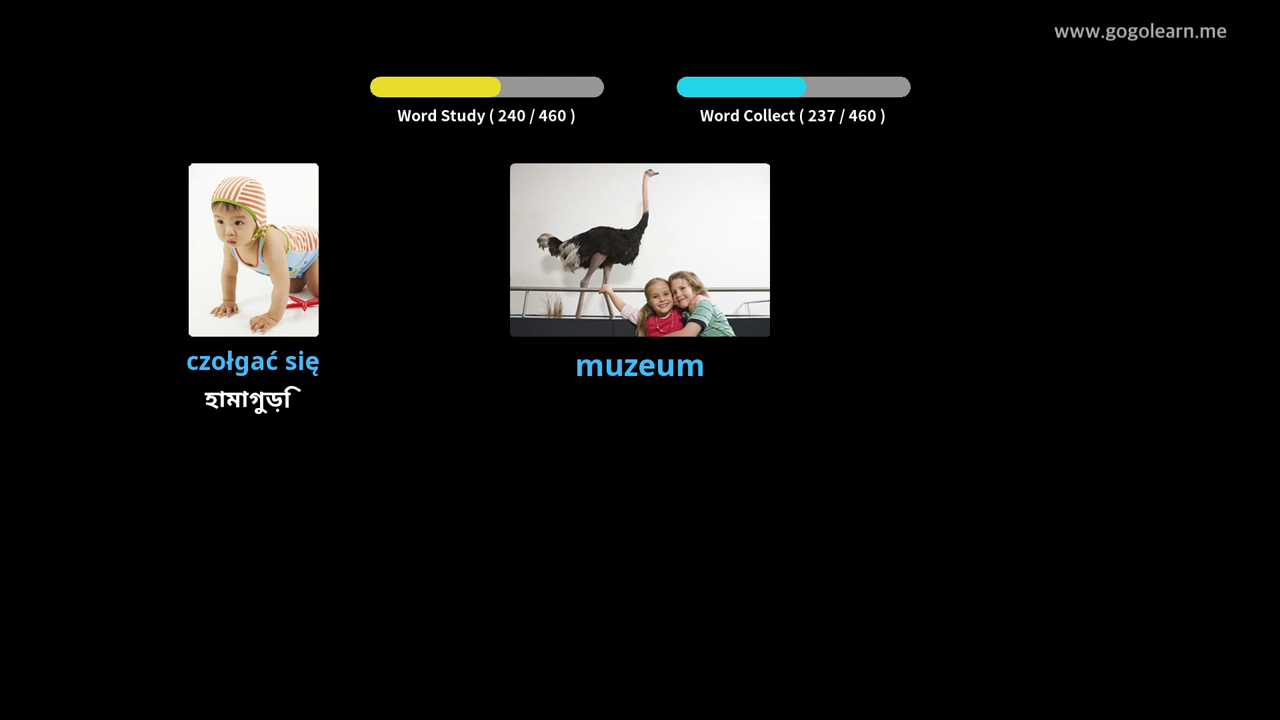 www.gogolearn.me
Word Study ( 240 / 460 )
Word Collect ( 237 / 460 )
czołgać się
হামাগুড়ি
muzeum